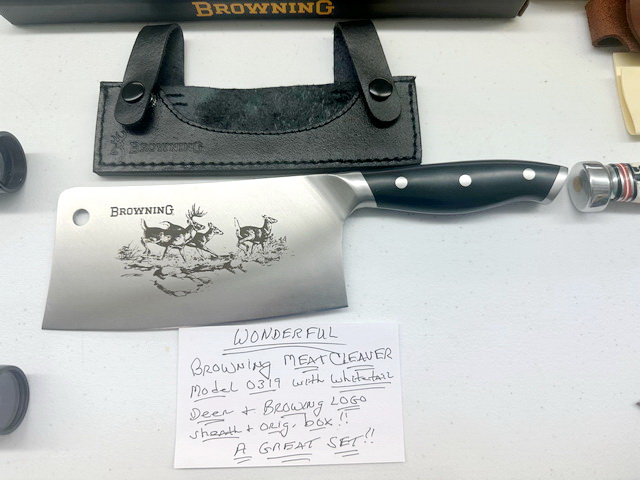 BROWNING
BROWNING
BROWNING
WONDERFUL
BROWNING MEAT CLEAVER
Model 0319 with Whitetail
Deer + Browning LOGO
sheath + orig. box!!
A GREAT SET!!